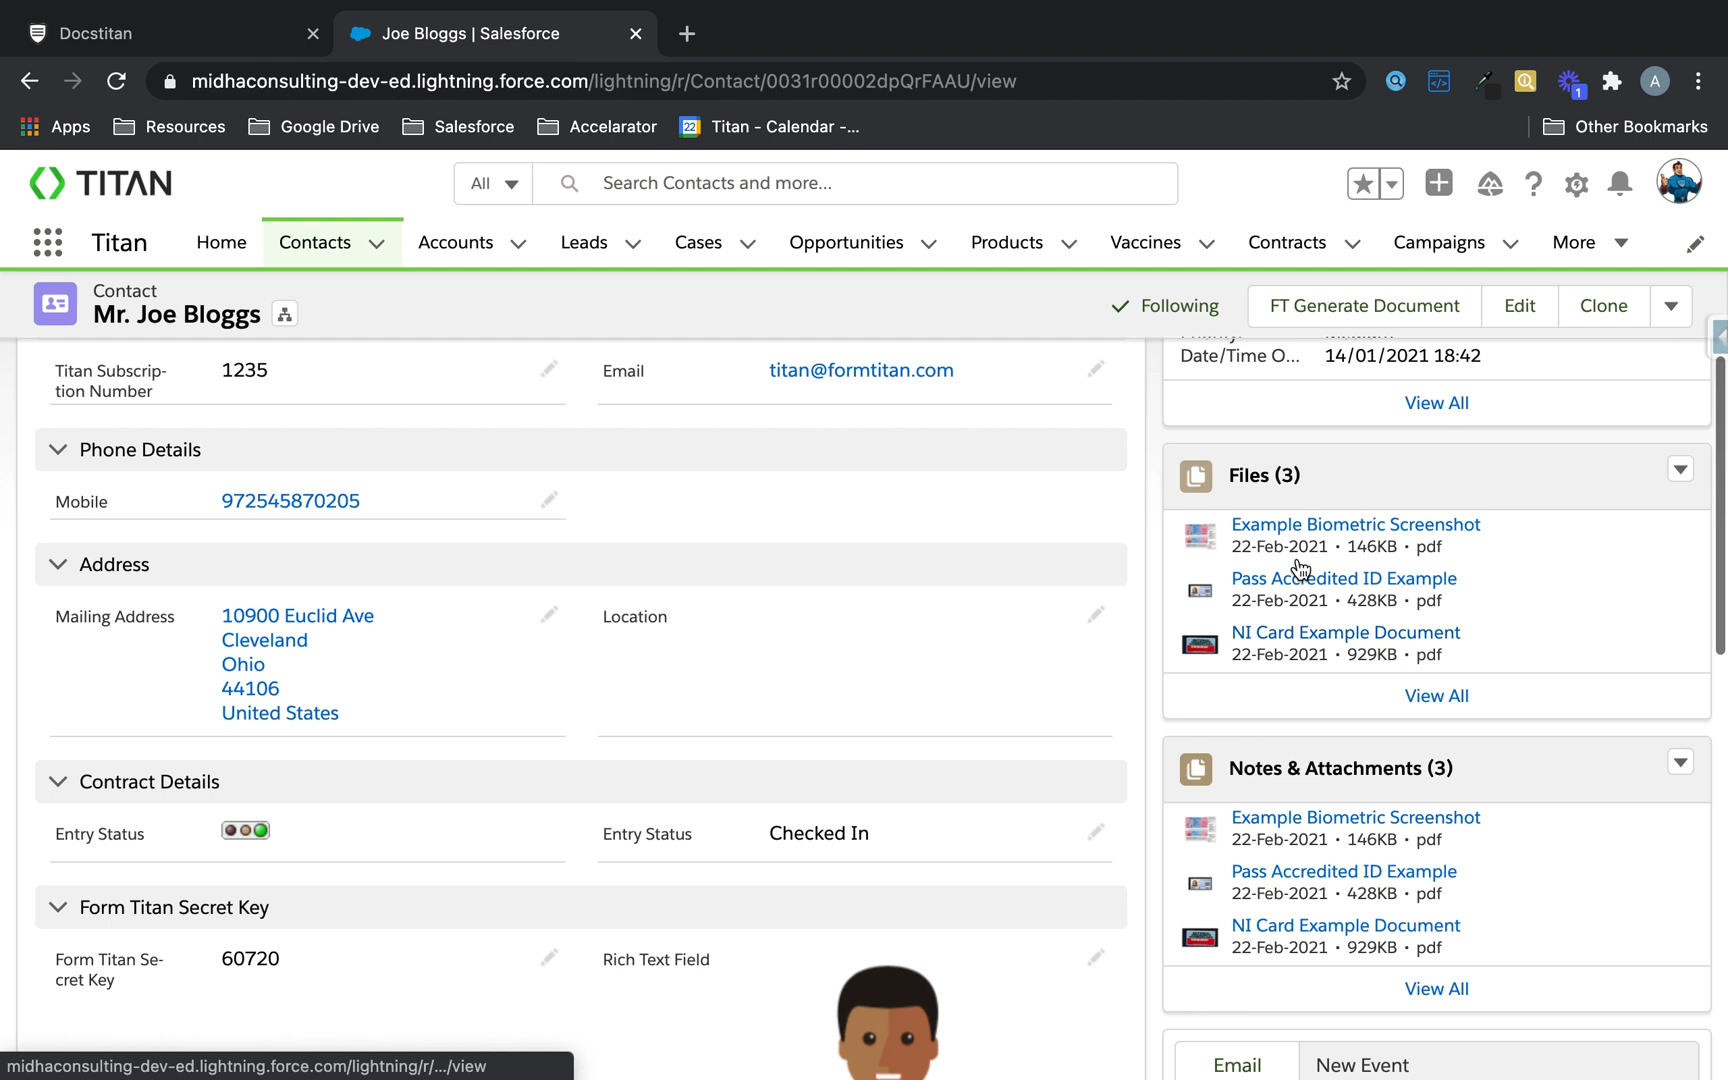 Docstitan
Joe Bloggs | Salesforce
midhaconsulting-dev-ed.lightning.force.com/lightning/r/Contact/0031r00002dpQrFAAU/view
1
A
Apps
Resources
Google Drive
Salesforce
Accelarator
22
Titan - Calendar -...
Other Bookmarks
TITAN
All
Search Contacts and more...
Titan
Home
Contacts
Accounts
Leads
Cases
Opportunities
Products
Vaccines
Contracts
Campaigns
More
Contact
Mr. Joe Bloggs
Following
FT Generate Document
Edit
Clone
Titan Subscrip-
tion Number
1235
Email
titan@formtitan.com
Phone Details
Mobile
972545870205
Address
Mailing Address
10900 Euclid Ave
Cleveland
Ohio
44106
United States
Location
Contract Details
Entry Status
Entry Status
Checked In
Form Titan Secret Key
Form Titan Se-
cret Key
60720
Rich Text Field
Date/Time O...
14/01/2021 18:42
View All
Files (3)
Example Biometric Screenshot
22-Feb-2021 • 146KB • pdf
Pass Accredited ID Example
22-Feb-2021 • 428KB • pdf
NI Card Example Document
22-Feb-2021 • 929KB • pdf
View All
Notes & Attachments (3)
Example Biometric Screenshot
22-Feb-2021 • 146KB • pdf
Pass Accredited ID Example
22-Feb-2021 • 428KB • pdf
NI Card Example Document
22-Feb-2021 • 929KB • pdf
View All
Email
New Event
midhaconsulting-dev-ed.lightning.force.com/lightning/r/.../view